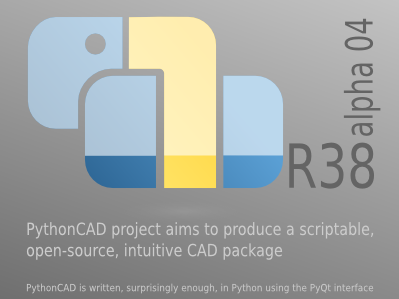 alpha 04
R38
PythonCAD project aims to produce a scriptable,
open-source, intuitive CAD package
PythonCAD is written, surprisingly enough, in Python using the PyQt interface